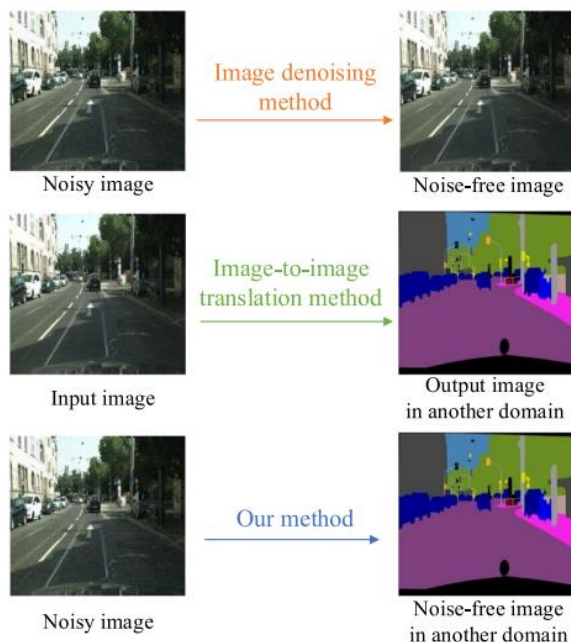 Image denoising
method
Noisy image
Noise-free image
Image-to-image
translation method
Input image
Output image
in another domain
Our method
Noisy image
Noise-free image
in another domain